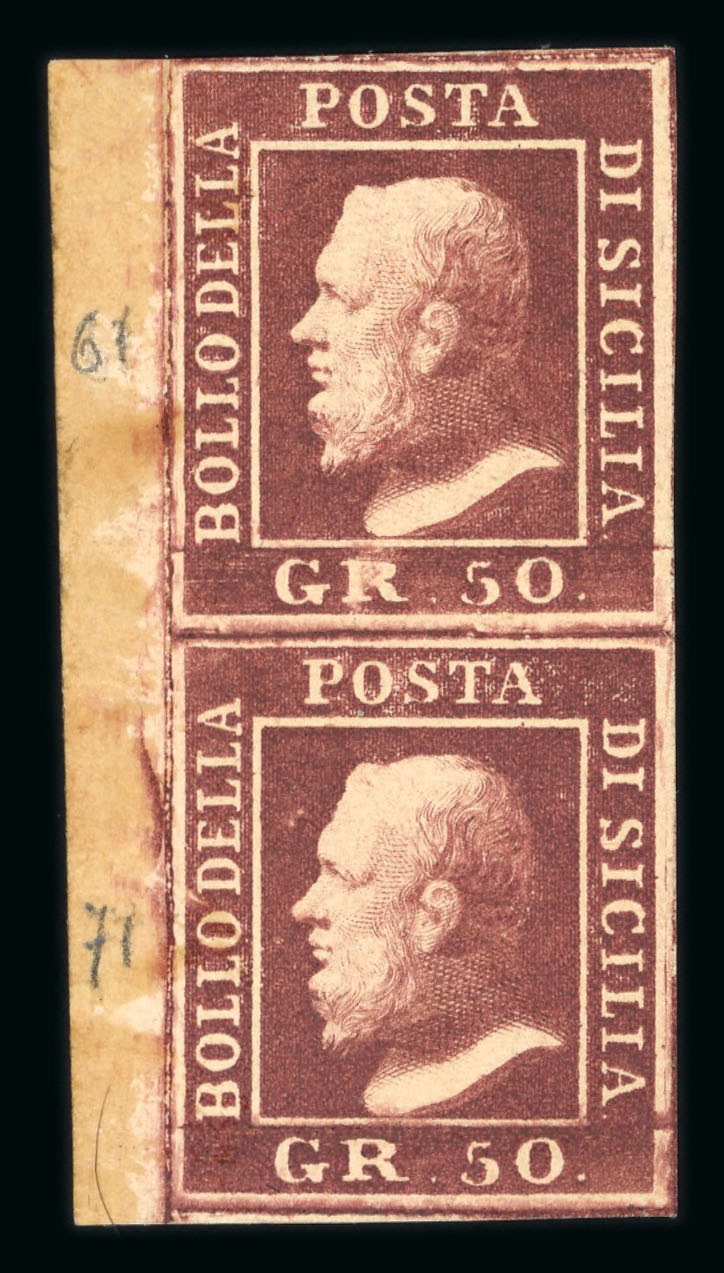 POSTA
BOLLO DELLA
DI SICILIA
GR. 50.
61
POSTA
BOLLO DELLA
DI SICILIA
GR. 50.
71